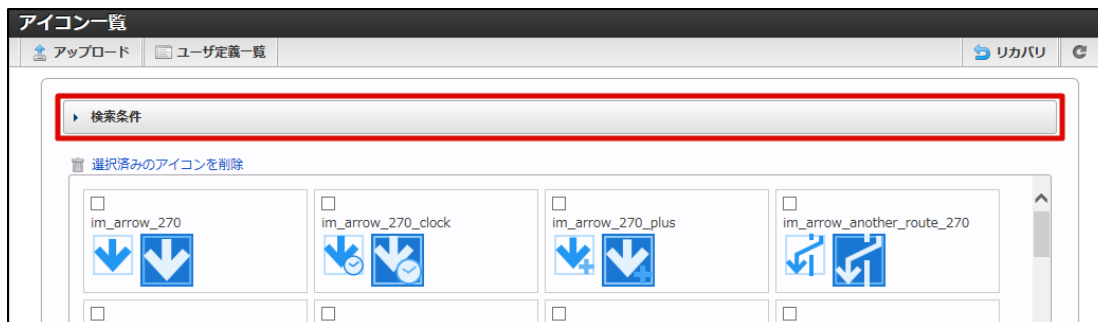 アイコン一覧
アップロード ユーザ定義一覧 リカバリ
検索条件
選択済みのアイコンを削除
im_arrow_270 im_arrow_270_clock im_arrow_270_plus im_arrow_another_route_270